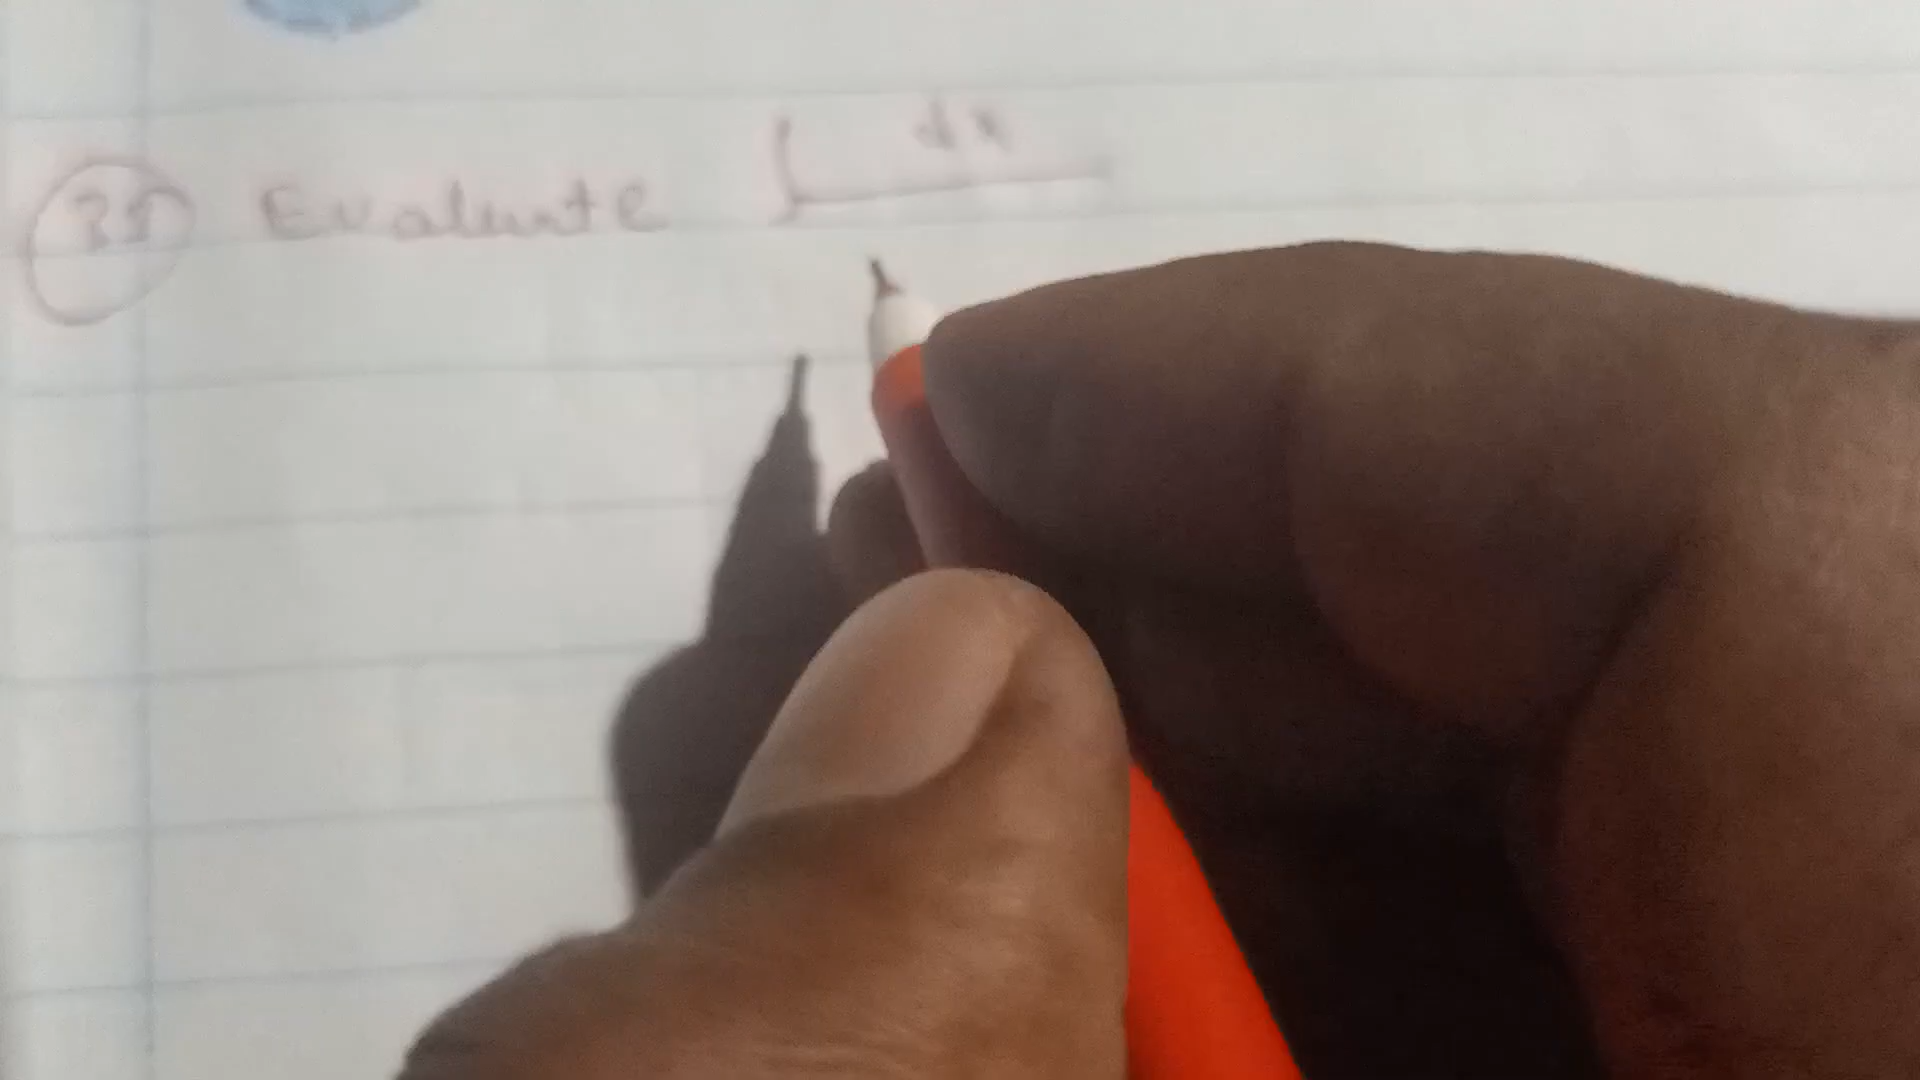 35 Evaluate ∫ dx